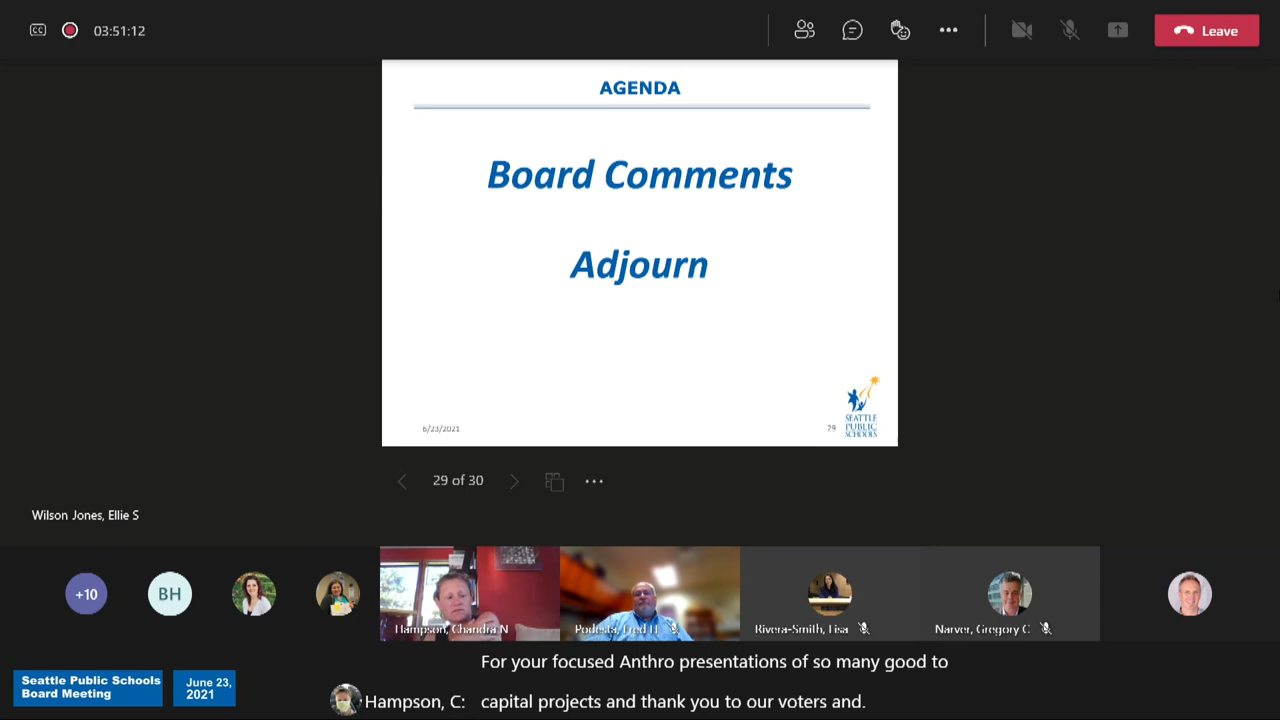 CC
03:51:12
Leave
AGENDA
Board Comments
Adjourn
6/23/2021
29
SEATTLE
PUBLIC
SCHOOLS
29 of 30
Wilson Jones, Ellie S
+10
BH
Hampson, Chandra N
Podesta, Fred H
Rivera-Smith, Lisa
Narver, Gregory C
For your focused Anthro presentations of so many good to
Seattle Public Schools
Board Meeting
June 23,
2021
Hampson, C:
capital projects and thank you to our voters and.